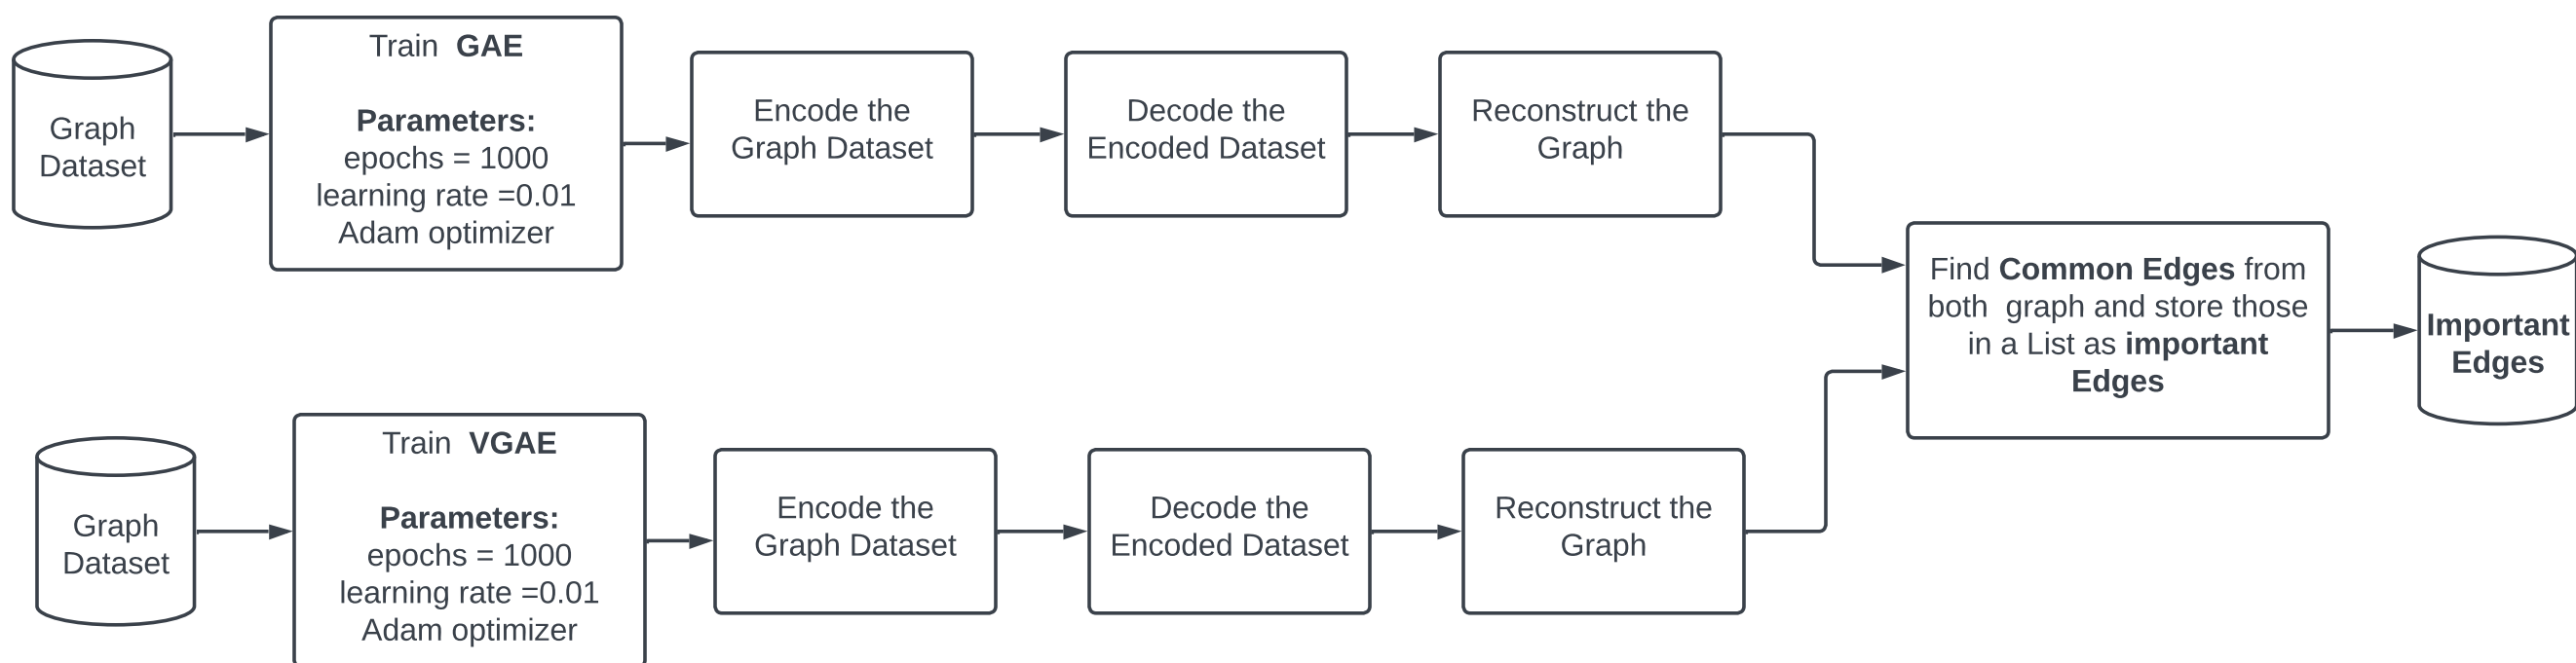 Graph
Dataset
Train  GAE
Parameters:
epochs = 1000
learning rate =0.01
Adam optimizer
Encode the
Graph Dataset
Decode the
Encoded Dataset
Reconstruct the
Graph
Graph
Dataset
Train  VGAE
Parameters:
epochs = 1000
learning rate =0.01
Adam optimizer
Encode the
Graph Dataset
Decode the
Encoded Dataset
Reconstruct the
Graph
Find Common Edges from
both  graph and store those
in a List as important
Edges
Important
Edges